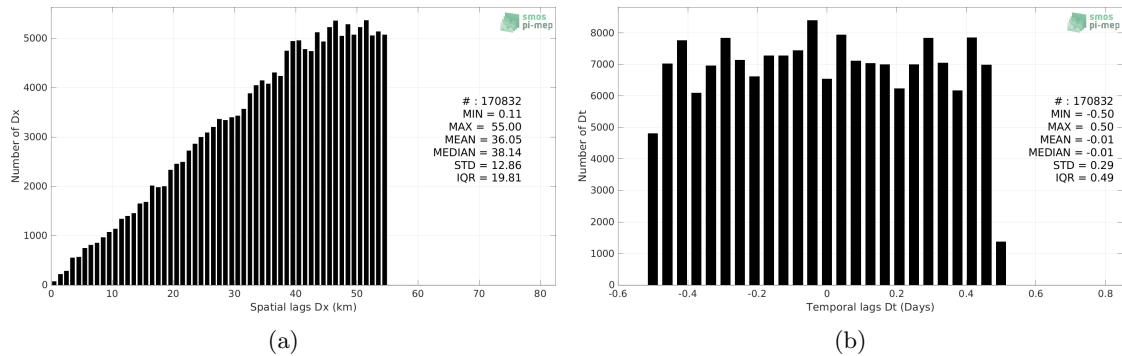 smos
pi-mep
Number of Dx
5000
4000
3000
2000
1000
0
# : 170832
MIN = 0.11
MAX = 55.00
MEAN = 36.05
MEDIAN = 38.14
STD = 12.86
IQR = 19.81
0 10 20 30 40 50 60 70 80
Spatial lags Dx (km)
(a)
smos
pi-mep
Number of Dt
8000
7000
6000
5000
4000
3000
2000
1000
0
# : 170832
MIN = -0.50
MAX = 0.50
MEAN = -0.01
MEDIAN = -0.01
STD = 0.29
IQR = 0.49
-0.6 -0.4 -0.2 0 0.2 0.4 0.6 0.8
Temporal lags Dt (Days)
(b)